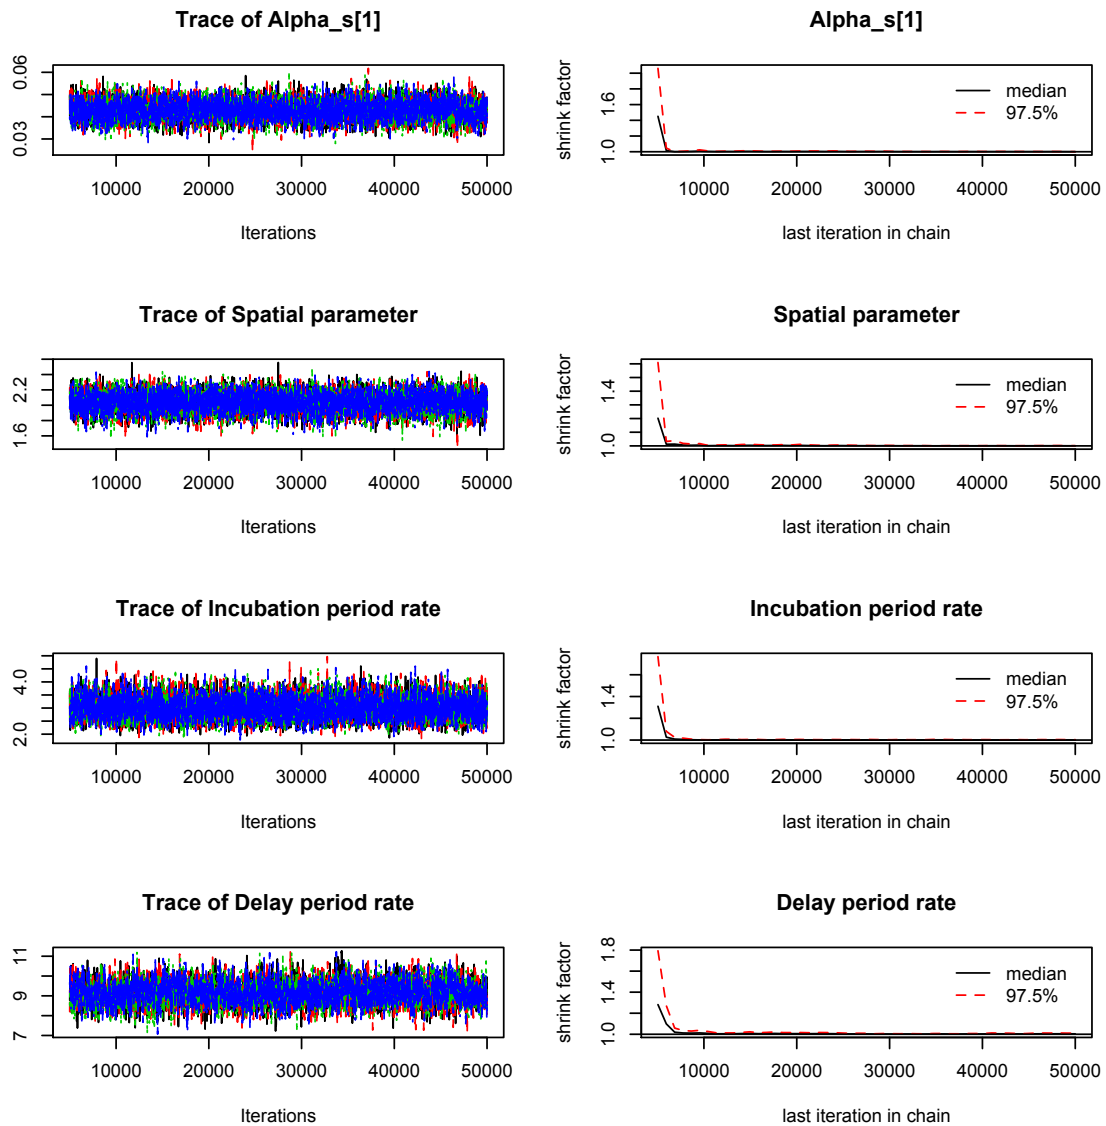 Trace of Alpha_s[1]
0.03 0.06
10000 20000 30000 40000 50000
Iterations
Alpha_s[1]
shrink factor
1.0 1.6
median
97.5%
10000 20000 30000 40000 50000
last iteration in chain
Trace of Spatial parameter
1.6 2.2
10000 20000 30000 40000 50000
Iterations
Spatial parameter
shrink factor
1.0 1.4
median
97.5%
10000 20000 30000 40000 50000
last iteration in chain
Trace of Incubation period rate
2.0 4.0
10000 20000 30000 40000 50000
Iterations
Incubation period rate
shrink factor
1.0 1.4
median
97.5%
10000 20000 30000 40000 50000
last iteration in chain
Trace of Delay period rate
7 9 11
10000 20000 30000 40000 50000
Iterations
Delay period rate
shrink factor
1.0 1.4 1.8
median
97.5%
10000 20000 30000 40000 50000
last iteration in chain